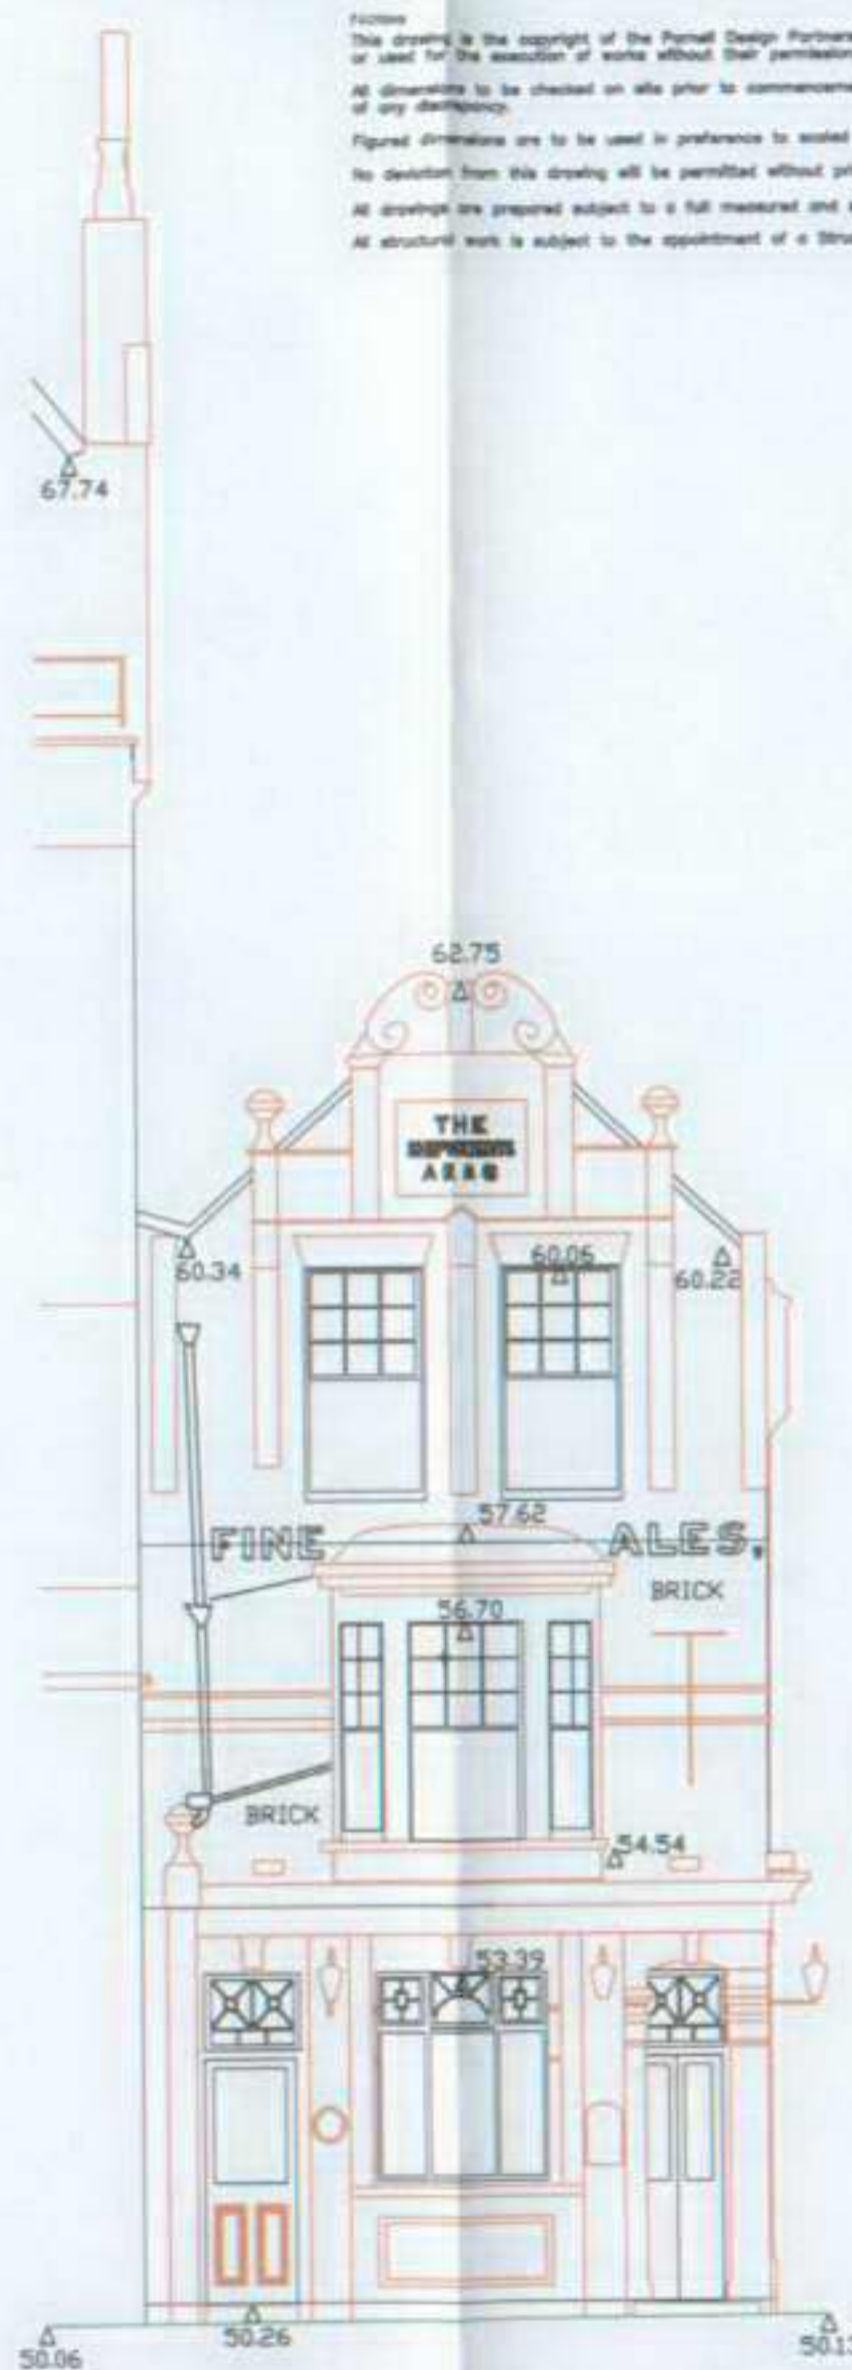 This drawing is the copyright of the Pornell Design Partners
or used for the execution of works without their permission
All dimensions to be checked on site prior to commencement
of any discrepancy.
Figured dimensions are to be used in preference to scaled
No deviation from this drawing will be permitted without
All drawings are prepared subject to a full measured and
All structural work is subject to the appointment of a
67.74
62.75
THE
60.34
60.06
60.22
57.62
FINE ALES,
BRICK
56.70
BRICK
54.54
53.39
50.26
50.06